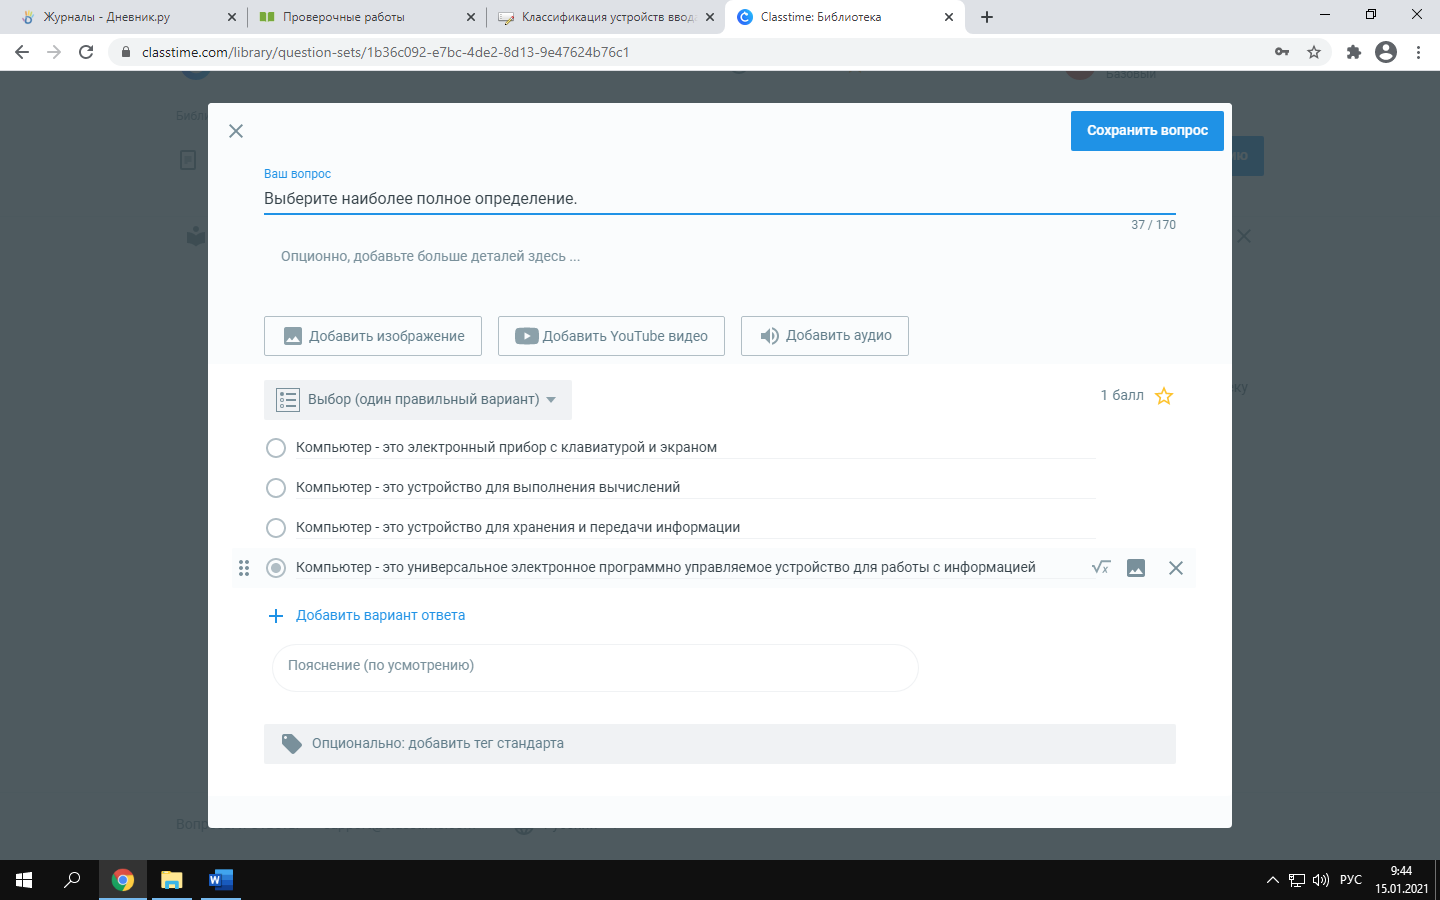 Журналы - Дневник.ру
Проверочные работы
Классификация устройств ввода
Classtime: Библиотека
classtime.com/library/question-sets/1b36c092-e7bc-4de2-8d13-9e47624b76c1
Базовый
Сохранить вопрос
Ваш вопрос
Выберите наиболее полное определение.
37 / 170
Опционно, добавьте больше деталей здесь ...
Добавить изображение
Добавить YouTube видео
Добавить аудио
Выбор (один правильный вариант)
1 балл
Компьютер - это электронный прибор с клавиатурой и экраном
Компьютер - это устройство для выполнения вычислений
Компьютер - это устройство для хранения и передачи информации
Компьютер - это универсальное электронное программно управляемое устройство для работы с информацией
√x
Добавить вариант ответа
Пояснение (по усмотрению)
Опционально: добавить тег стандарта
РУС
9:44
15.01.2021